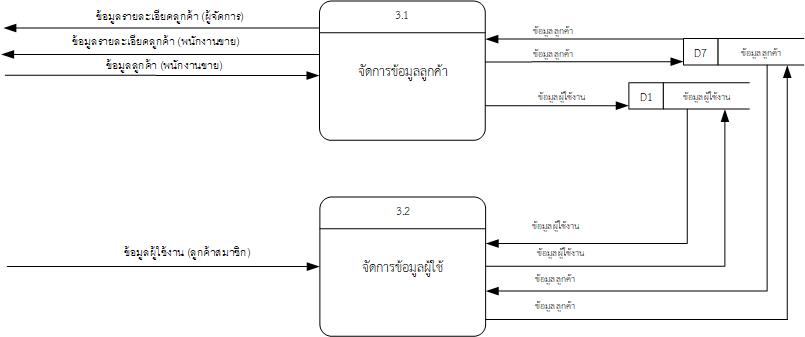 ข้อมูลรายละเอียดลูกค้า (ผู้จัดการ)
ข้อมูลรายละเอียดลูกค้า (พนักงานขาย)
ข้อมูลลูกค้า (พนักงานขาย)
3.1
จัดการข้อมูลลูกค้า
ข้อมูลลูกค้า
ข้อมูลลูกค้า
D7
ข้อมูลลูกค้า
ข้อมูลผู้ใช้งาน
D1
ข้อมูลผู้ใช้งาน
ข้อมูลผู้ใช้งาน (ลูกค้าสมาชิก)
3.2
จัดการข้อมูลผู้ใช้
ข้อมูลผู้ใช้งาน
ข้อมูลผู้ใช้งาน
ข้อมูลลูกค้า
ข้อมูลลูกค้า